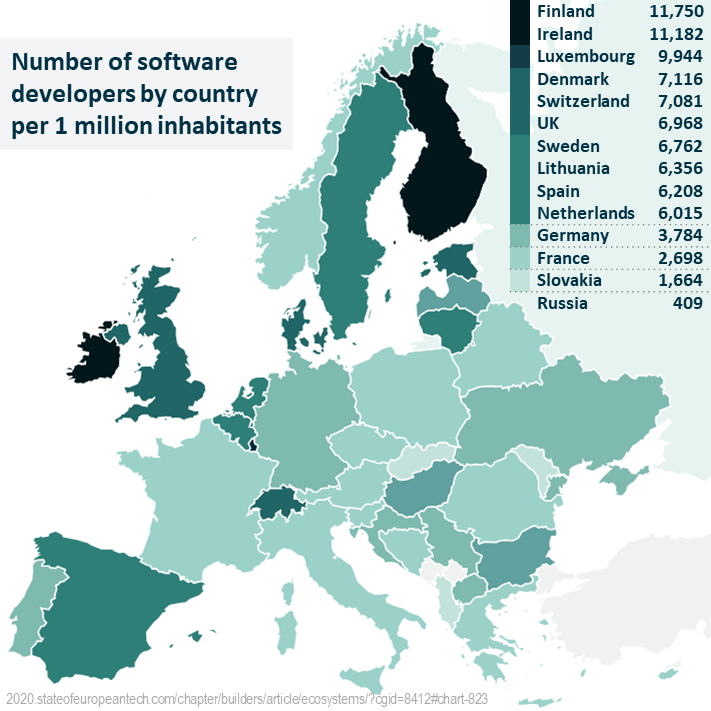 Number of software
developers by country
per 1 million inhabitants
Finland 11,750
Ireland 11,182
Luxembourg 9,944
Denmark 7,116
Switzerland 7,081
UK 6,968
Sweden 6,762
Lithuania 6,356
Spain 6,208
Netherlands 6,015
Germany 3,784
France 2,698
Slovakia 1,664
Russia 409
2020.stateofeuropeantech.com/chapter/builders/article/ecosystems/?cgid=8412#chart-823